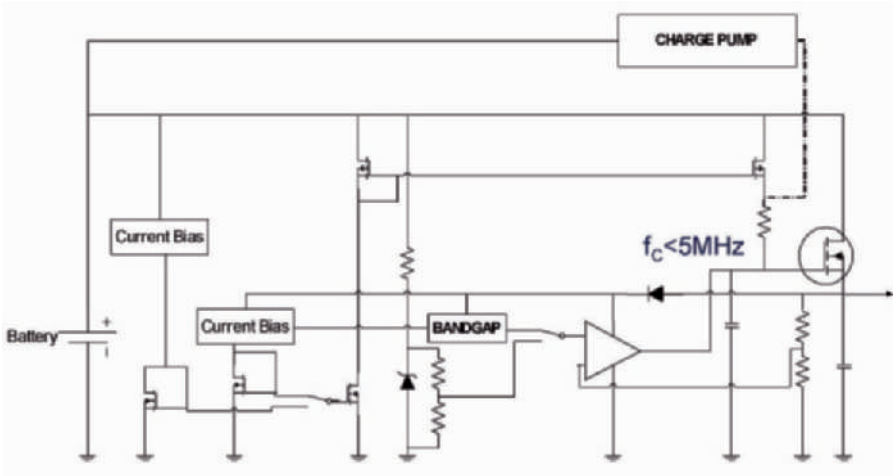 CHARGE PUMP
Current Bias
fC<5MHz
Current Bias
BANDGAP
Battery
+